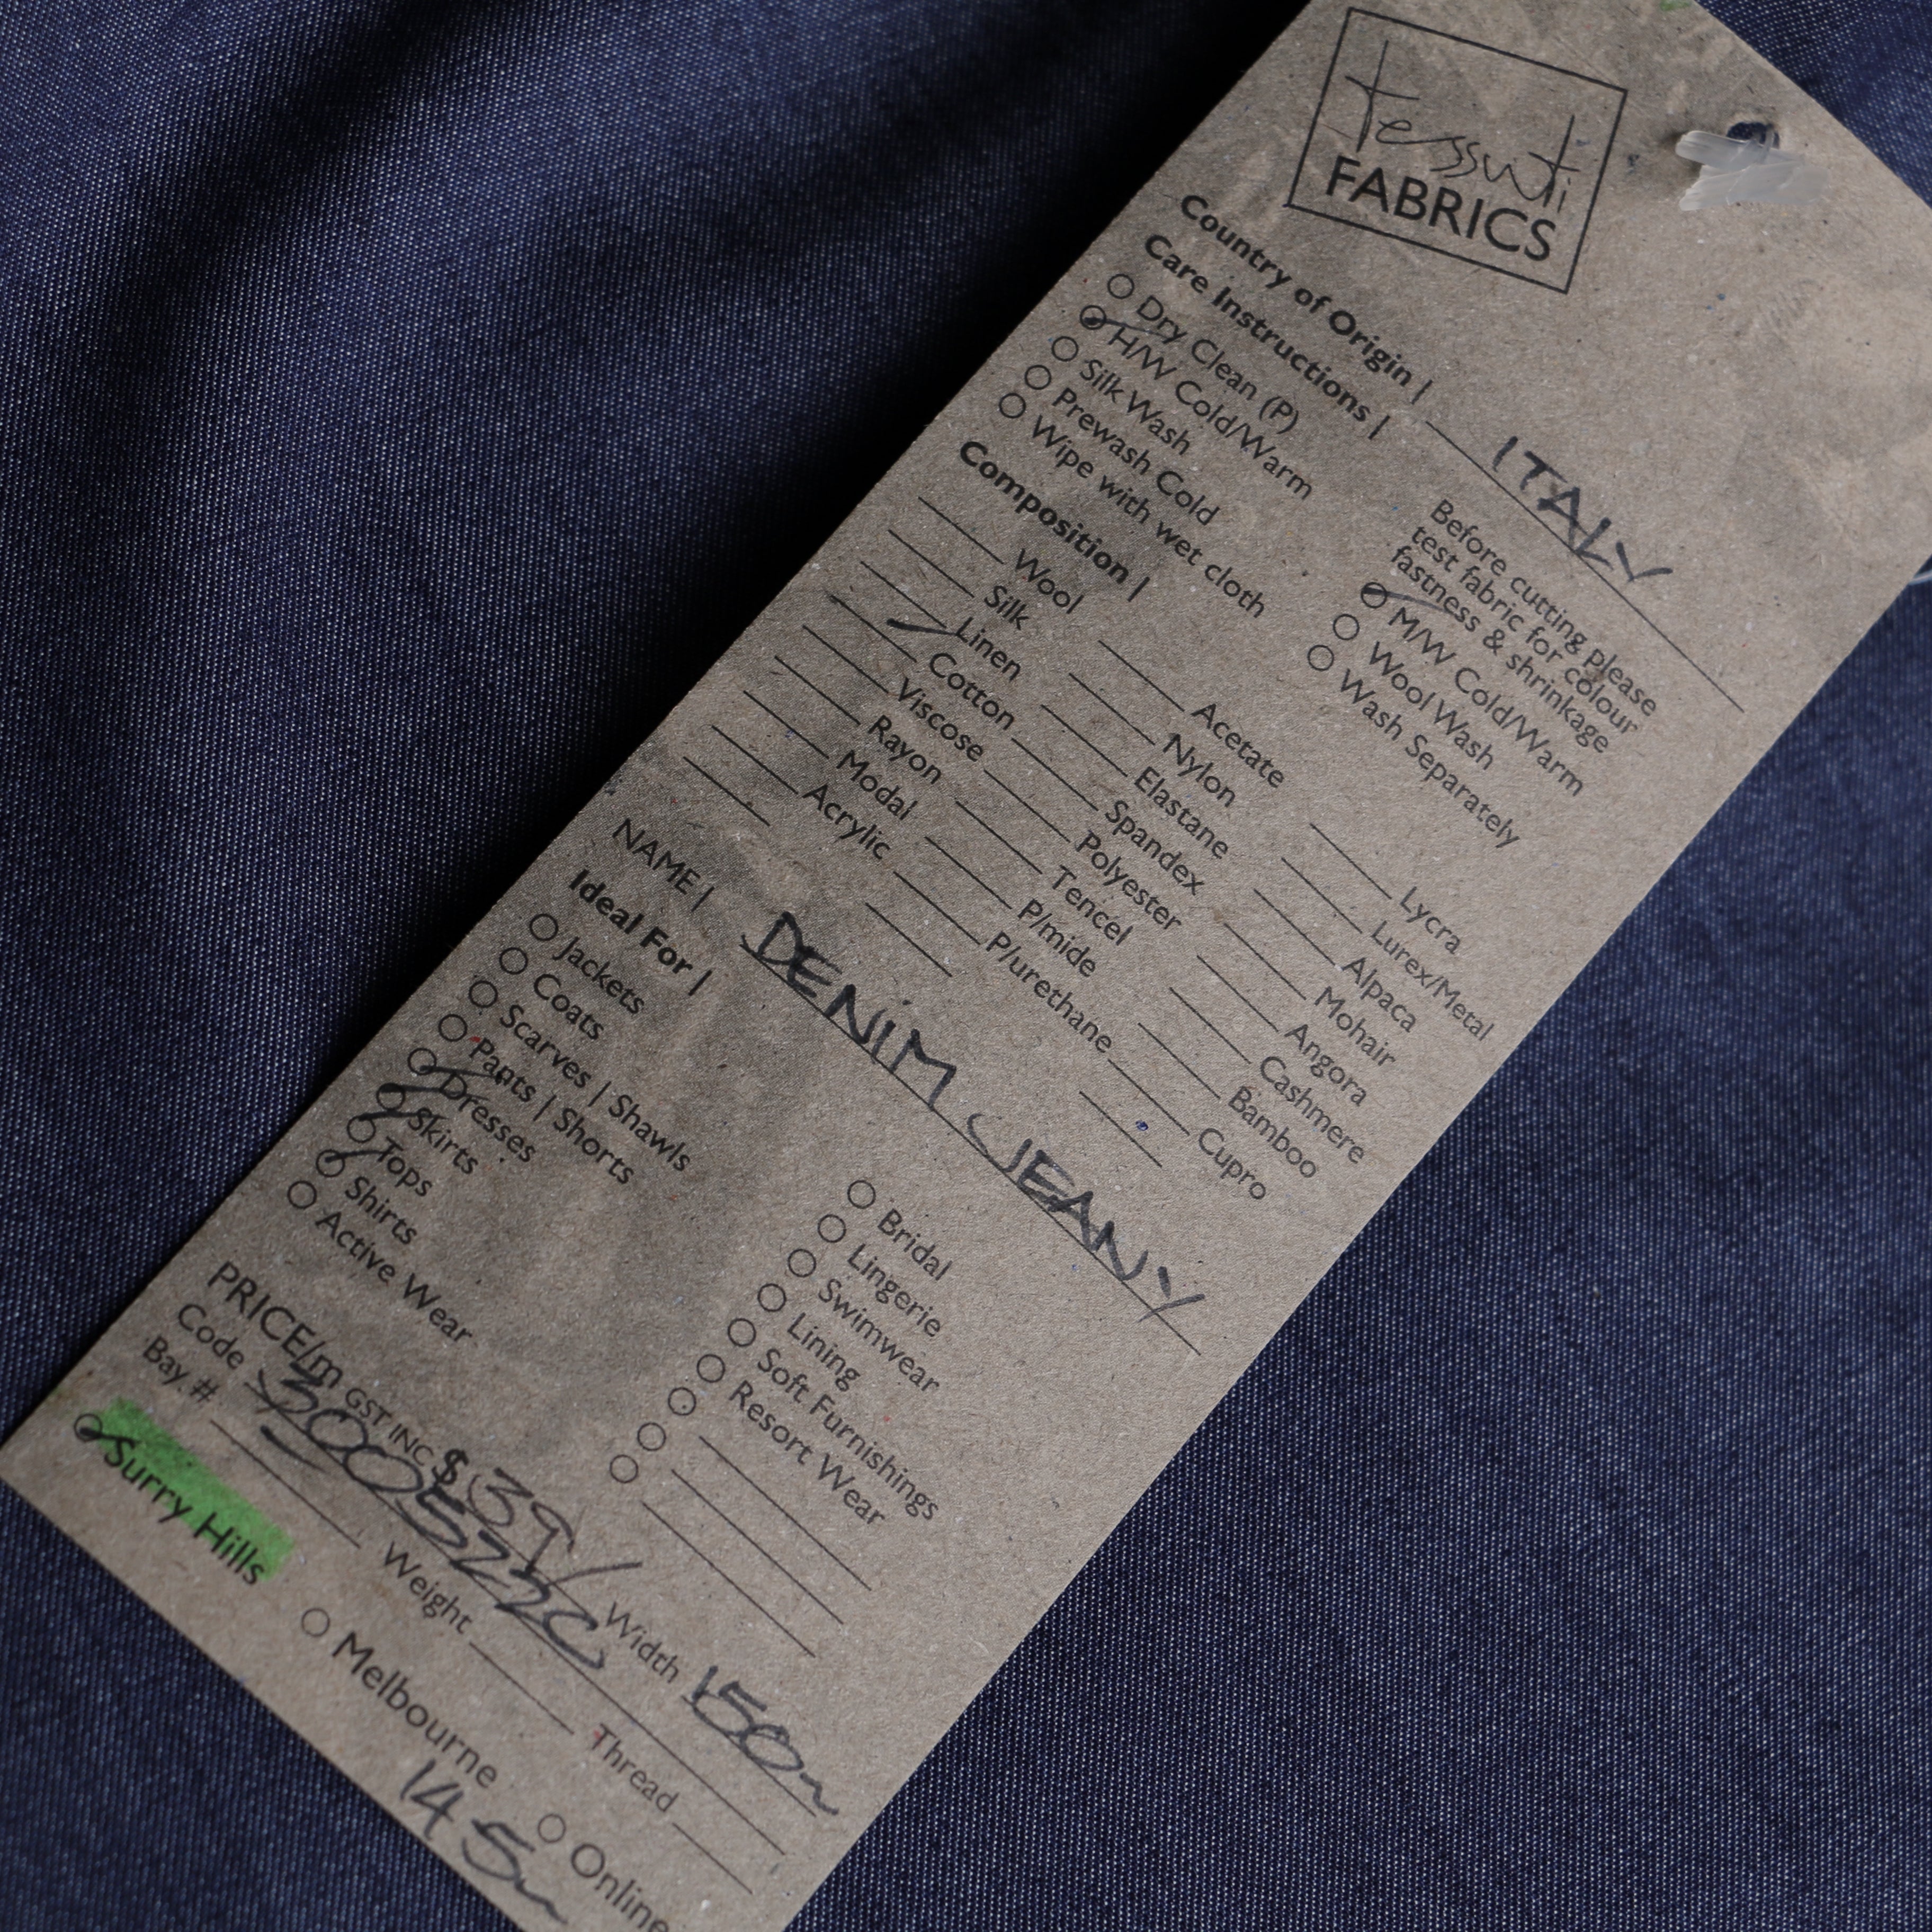 tessuti
FABRICS
Country of Origin | ITALY
Care Instructions |
Before cutting please
test fabric for colour
fastness & shrinkage
Dry Clean (P)
H/W Cold/Warm
Silk Wash
Prewash Cold
Wipe with wet cloth
M/W Cold/Warm
Wool Wash
Wash Separately
Composition |
Wool
Silk
Linen
Cotton
Viscose
Rayon
Modal
Acrylic
Acetate
Nylon
Elastane
Spandex
Polyester
Tencel
P/mide
P/urethane
Lycra
Lurex/Metal
Alpaca
Mohair
Angora
Cashmere
Bamboo
Cupro
NAME | DENIM JEANY
Ideal For |
Jackets
Coats
Scarves | Shawls
Pants | Shorts
Dresses
Skirts
Tops
Shirts
Active Wear
Bridal
Lingerie
Swimwear
Lining
Soft Furnishings
Resort Wear
PRICE/m GST INC $ 39/ Width 150
Code 300522C
Bay # Weight Thread
Surry Hills Melbourne Online